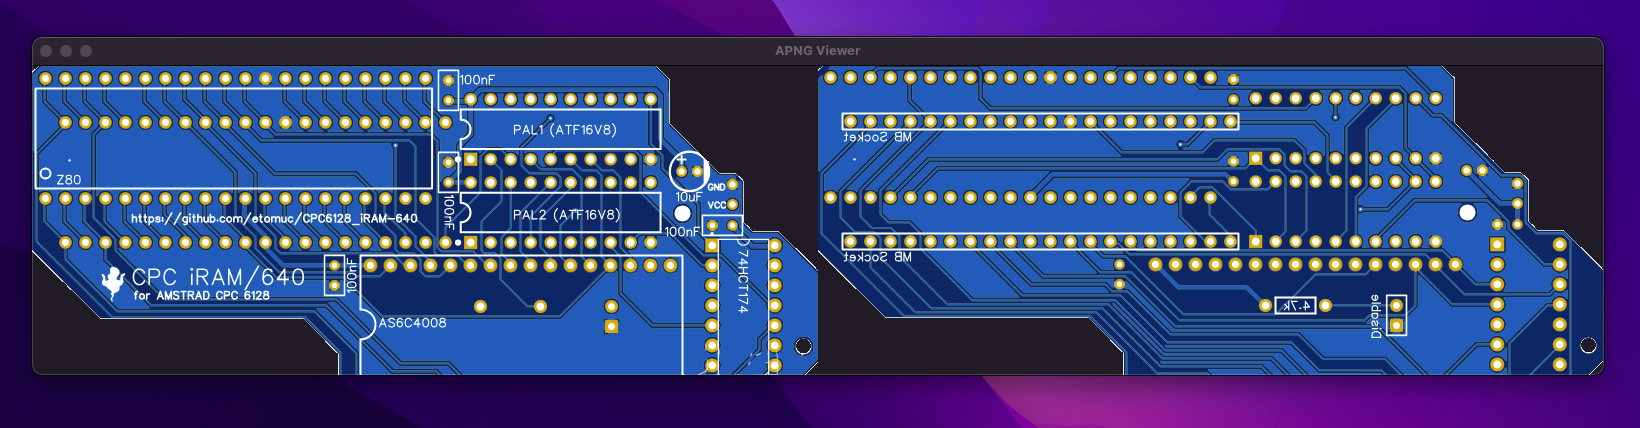 APNG Viewer
100nF
PAL1 (ATF16V8)
Z80
+
10uF
GND
VCC
100nF
PAL2 (ATF16V8)
100nF
https://github.com/etomuc/CPC6128_iRAM-640
CPC iRAM/640
for AMSTRAD CPC 6128
100nF
AS6C4008
74HCT174
MB Socket
MB Socket
4.7k
Disable